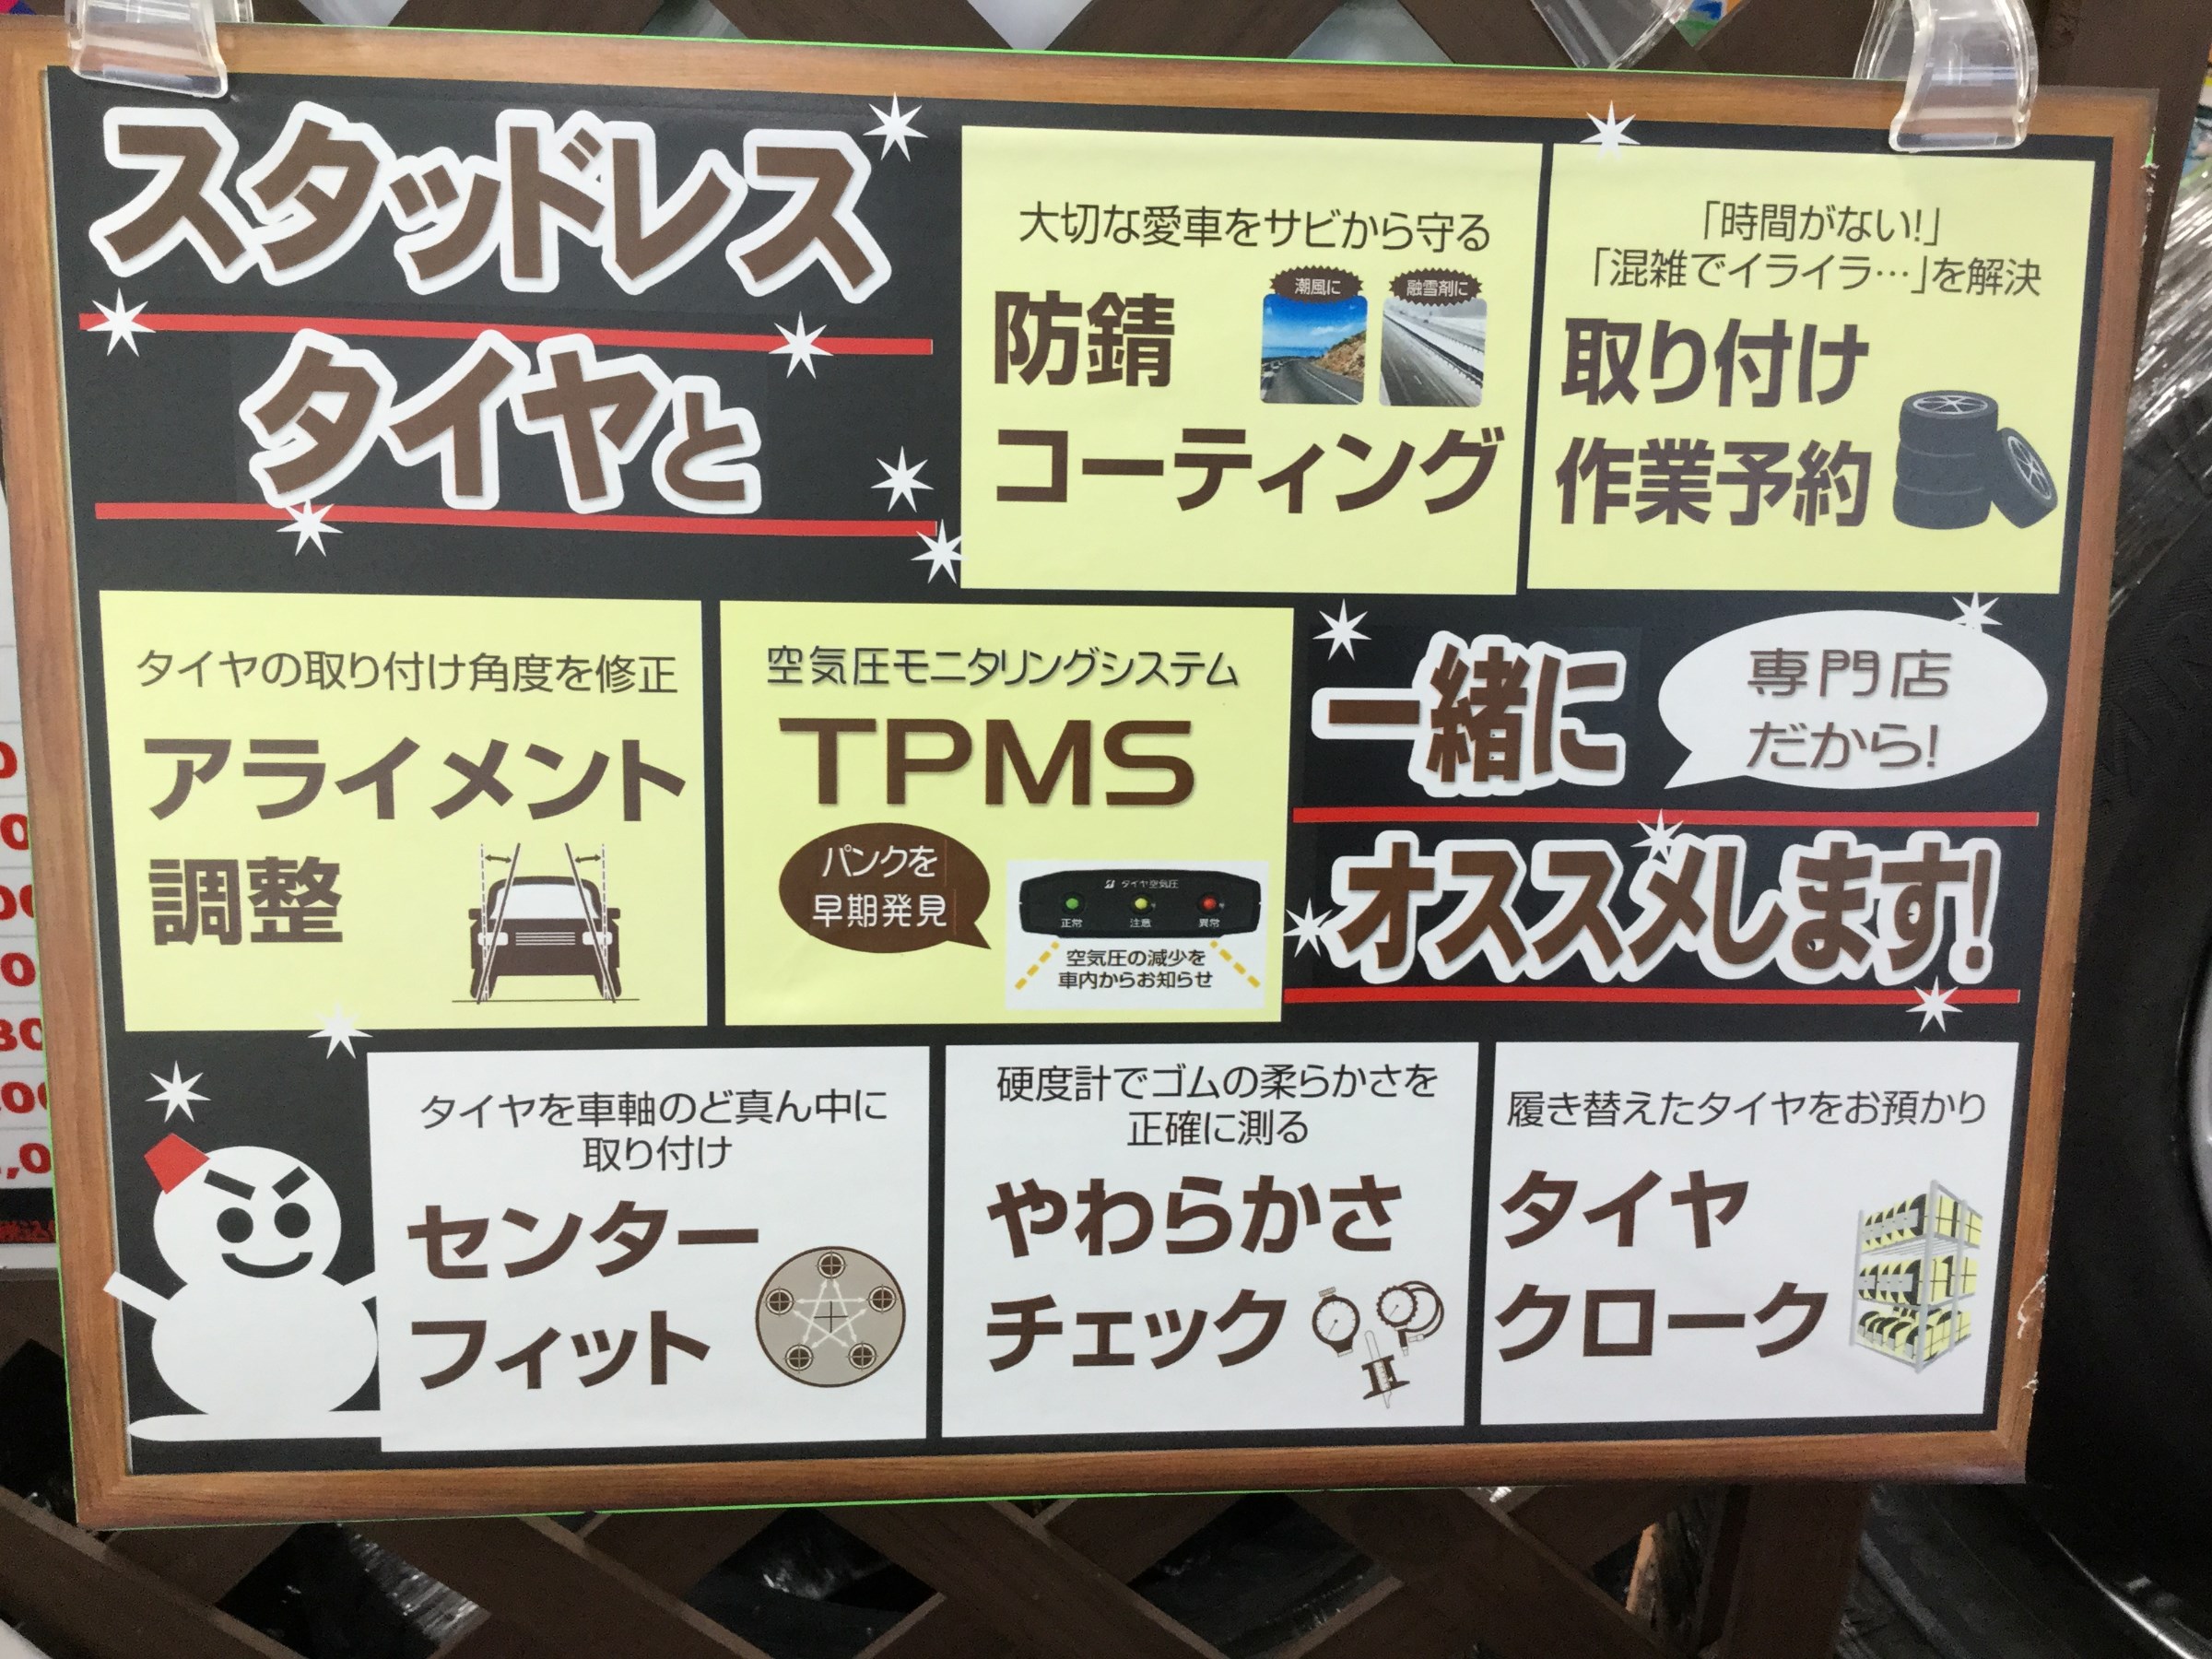 スタッドレス
タイヤと
大切な愛車をサビから守る
防錆
潮風に
融雪剤に
コーティング
「時間がない!」
「混雑でイライラ…」を解決
取り付け
作業予約
タイヤの取り付け角度を修正
アライメント
調整
空気圧モニタリングシステム
TPMS
パンクを
早期発見
タイヤ空気圧
正常
注意
異常
空気圧の減少を
車内からお知らせ
一緒に
専門店
だから!
オススメします!
タイヤを車軸のど真ん中に
取り付け
センター
フィット
硬度計でゴムの柔らかさを
正確に測る
やわらかさ
チェック
履き替えたタイヤをお預かり
タイヤ
クローク